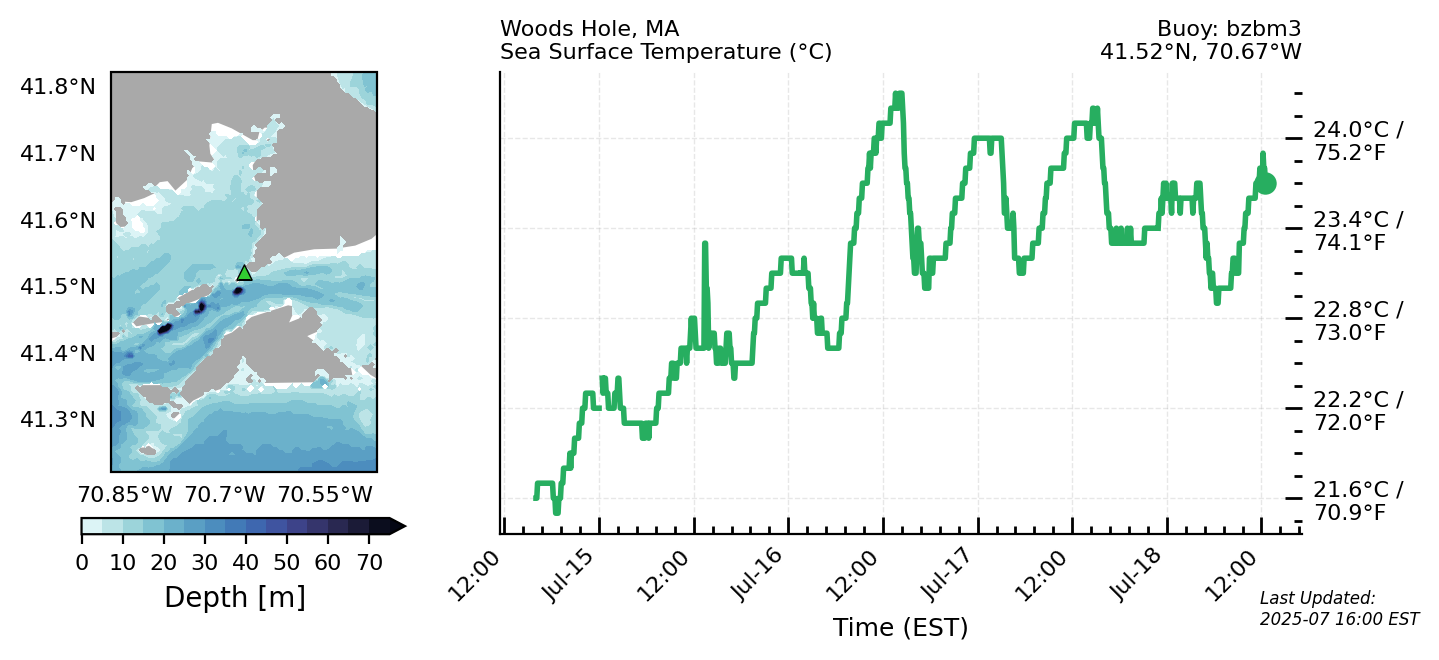 Woods Hole, MA
Sea Surface Temperature (°C)
Buoy: bzbm3
41.52°N, 70.67°W
41.8°N
41.7°N
41.6°N
41.5°N
41.4°N
41.3°N
70.85°W 70.7°W 70.55°W
0 10 20 30 40 50 60 70
Depth [m]
24.0°C /
75.2°F
23.4°C /
74.1°F
22.8°C /
73.0°F
22.2°C /
72.0°F
21.6°C /
70.9°F
12:00 Jul-15 12:00 Jul-16 12:00 Jul-17 12:00 Jul-18 12:00
Time (EST)
Last Updated:
2025-07 16:00 EST